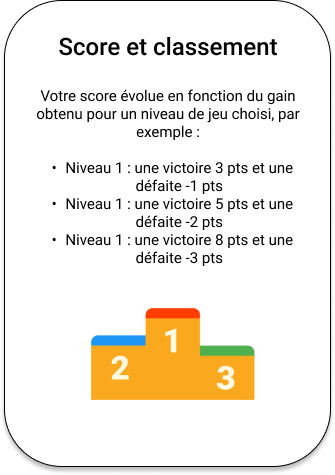 Score et classement
Votre score évolue en fonction du gain
obtenu pour un niveau de jeu choisi, par
exemple :
• Niveau 1 : une victoire 3 pts et une
défaite -1 pts
• Niveau 1 : une victoire 5 pts et une
défaite -2 pts
• Niveau 1 : une victoire 8 pts et une
défaite -3 pts
1
2
3